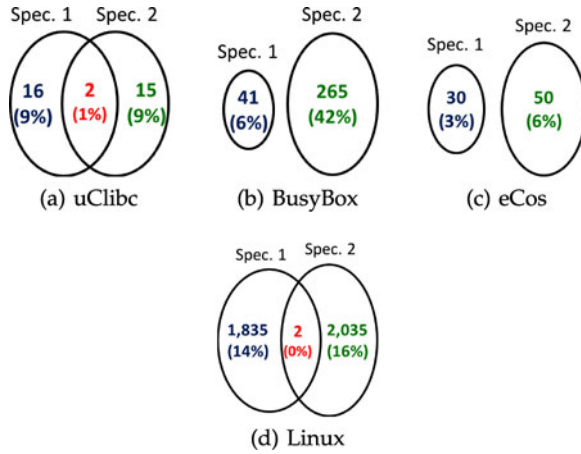 Spec. 1 Spec. 2
16 2 15
(9%) (1%) (9%)
(a) uClibc
Spec. 1 Spec. 2
41 265
(6%) (42%)
(b) BusyBox
Spec. 1 Spec. 2
30 50
(3%) (6%)
(c) eCos
Spec. 1 Spec. 2
1,835 2 2,035
(14%) (0%) (16%)
(d) Linux